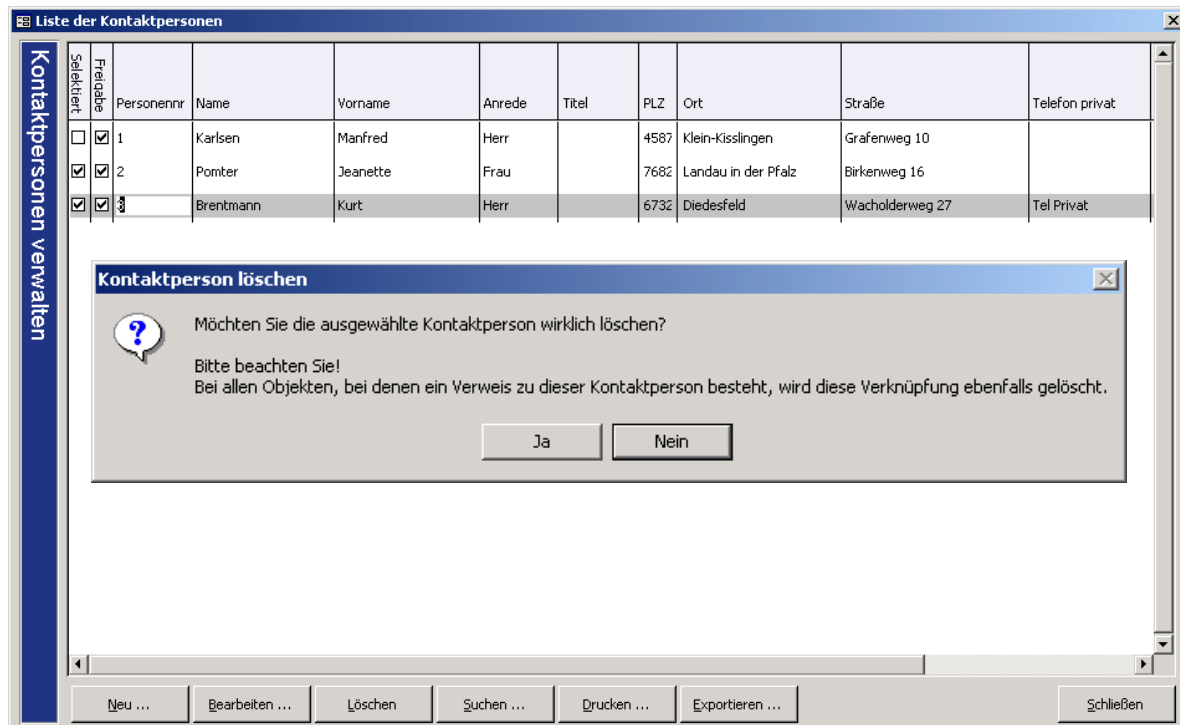 Liste der Kontaktpersonen
Kontaktpersonen verwalten
Selektiert Freigabe Personennr Name Vorname Anrede Titel PLZ Ort Straße Telefon privat
1 Karlsen Manfred Herr 4587 Klein-Kisslingen Grafenweg 10
2 Pomter Jeanette Frau 7682 Landau in der Pfalz Birkenweg 16
3 Brentmann Kurt Herr 6732 Diedesfeld Wacholderweg 27 Tel Privat
Kontaktperson löschen
Möchten Sie die ausgewählte Kontaktperson wirklich löschen?
Bitte beachten Sie!
Bei allen Objekten, bei denen ein Verweis zu dieser Kontaktperson besteht, wird diese Verknüpfung ebenfalls gelöscht.
Ja Nein
Neu ... Bearbeiten ... Löschen Suchen ... Drucken ... Exportieren ... Schließen